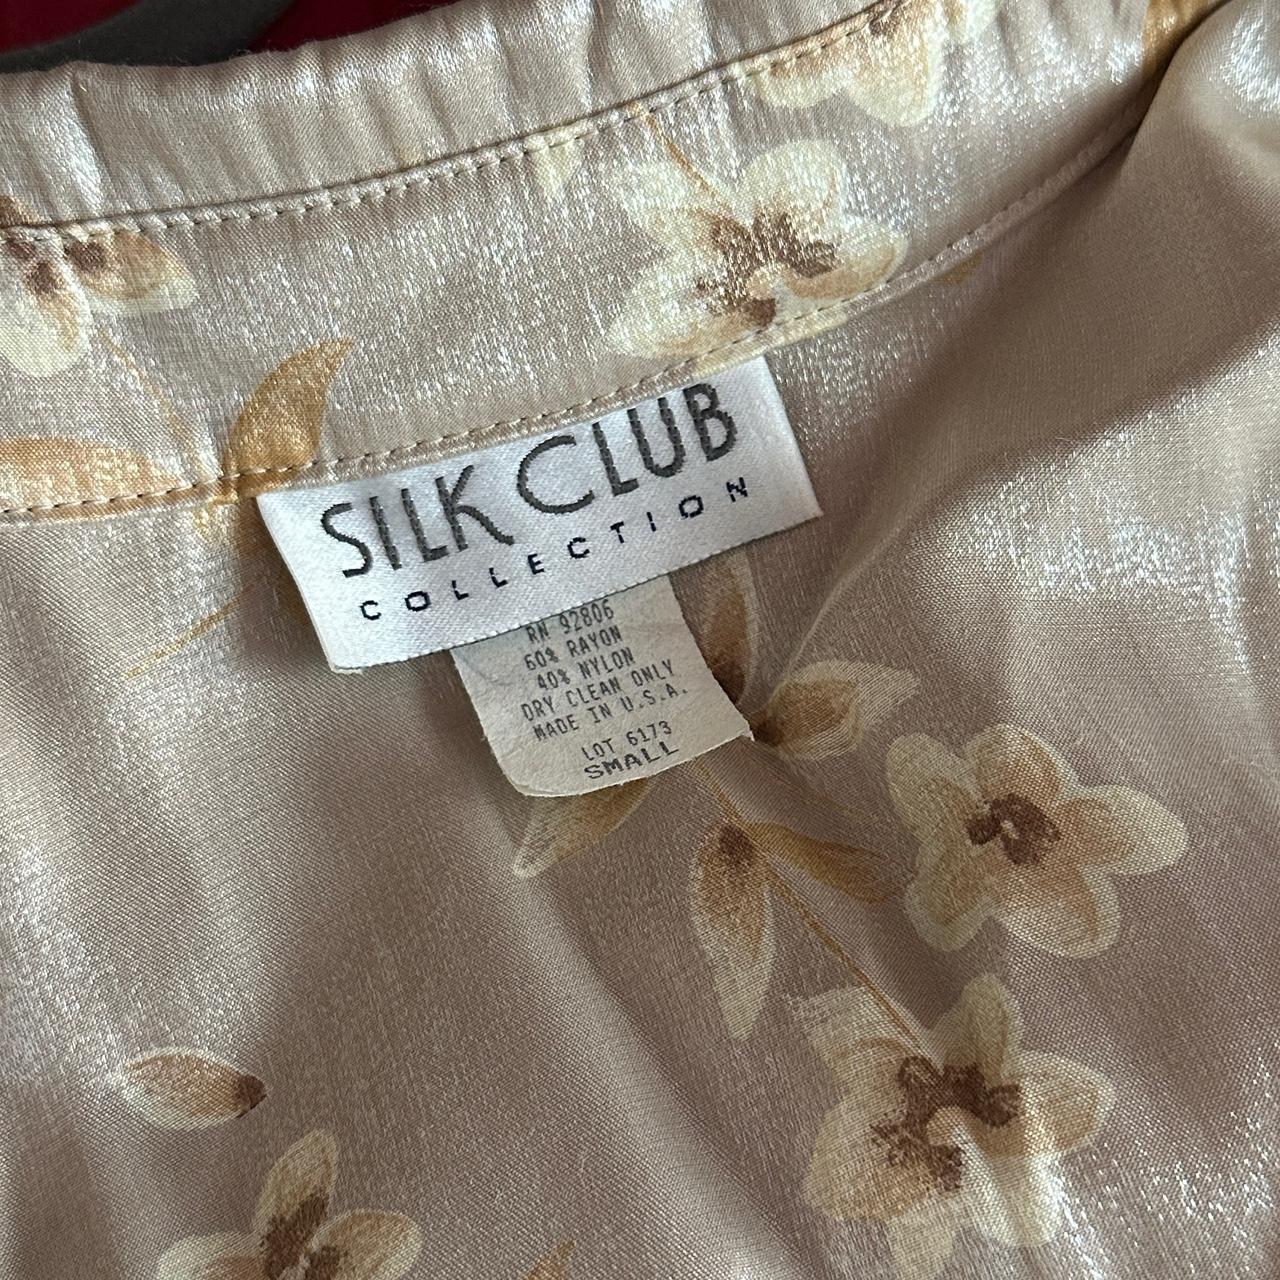 SILK CLUB
COLLECTION
RN 92806
60% RAYON
40% NYLON
DRY CLEAN ONLY
MADE IN U.S.A.
LOT 6173
SMALL